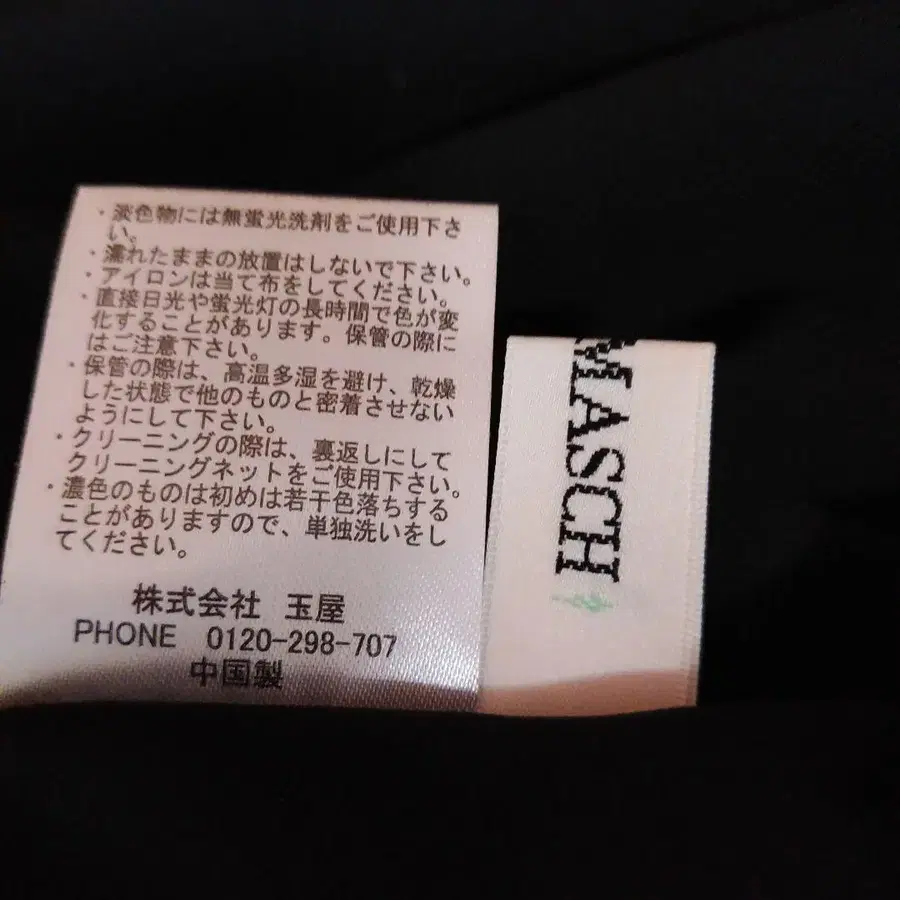 ・淡色物には無蛍光洗剤をご使用下さ
い。
・濡れたままの放置はしないで下さい。
・アイロンは当て布をしてください。
・直接日光や蛍光灯の長時間で色が変
化することがあります。保管の際に
はご注意下さい。
・保管の際は、高温多湿を避け、乾燥
した状態で他のものと密着させない
ようにして下さい。
・クリーニングの際は、裏返しにして
クリーニングネットをご使用下さい。
・濃色のものは初めは若干色落ちする
ことがありますので、単独洗いをし
てください。
株式会社 玉屋
PHONE 0120-298-707
中国製
MASCH